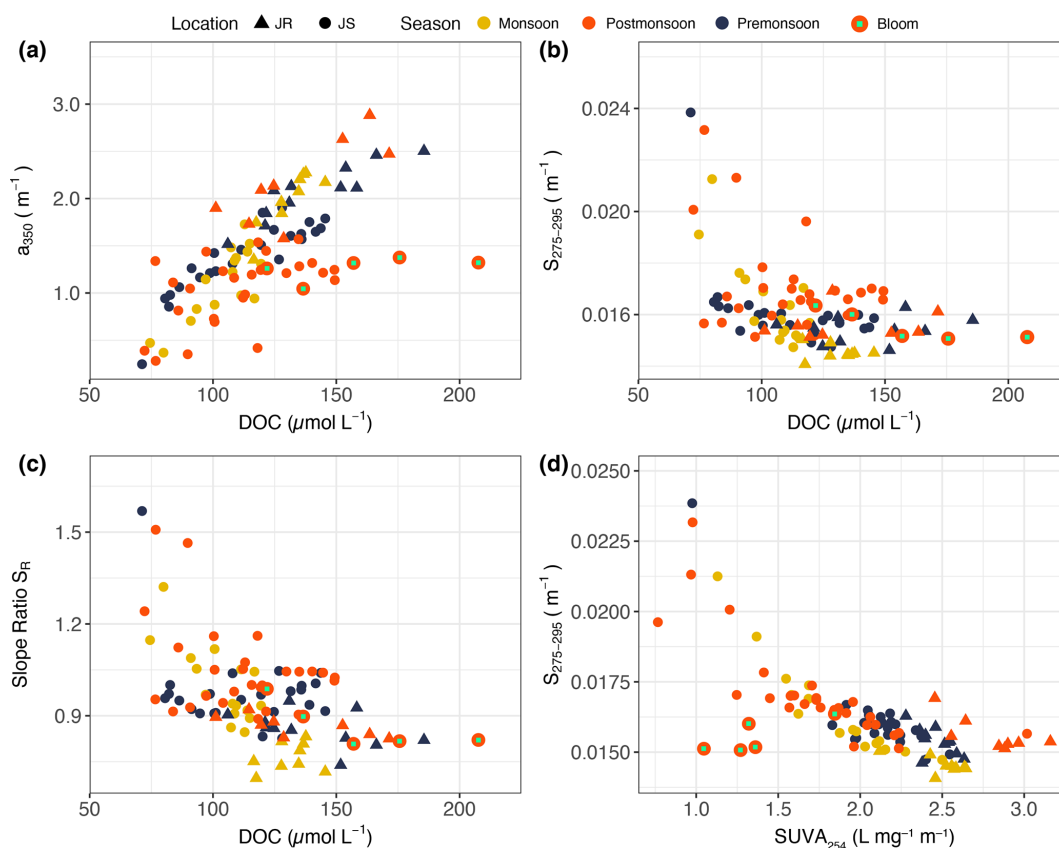 Location JR JS Season Monsoon Postmonsoon Premonsoon Bloom
(a)
3.0
2.0
1.0
a₃₅₀ ( m⁻¹)
50 100 150 200
DOC (µmol L⁻¹)
(b)
0.024
0.020
0.016
S₂₇₅₋₂₉₅ ( m⁻¹)
50 100 150 200
DOC (µmol L⁻¹)
(c)
1.5
1.2
0.9
Slope Ratio S_R
50 100 150 200
DOC (µmol L⁻¹)
(d)
0.0250
0.0225
0.0200
0.0175
0.0150
S₂₇₅₋₂₉₅ ( m⁻¹)
1.0 1.5 2.0 2.5 3.0
SUVA₂₅₄ (L mg⁻¹ m⁻¹)